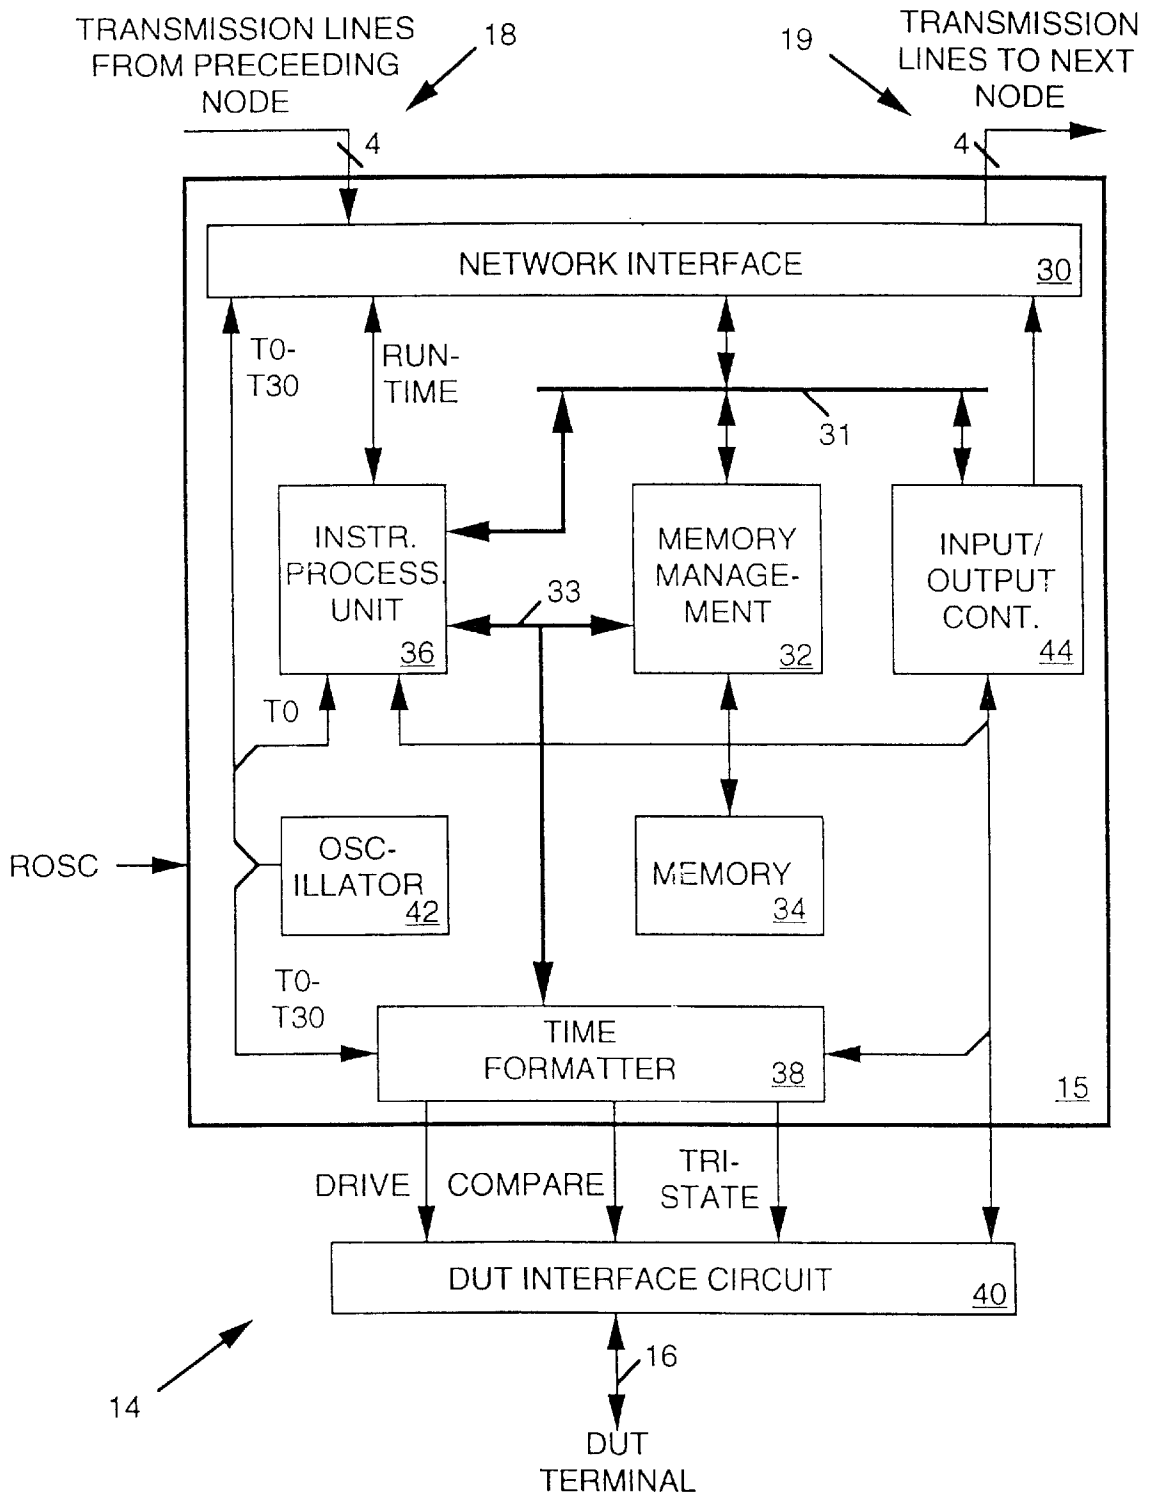 TRANSMISSION LINES
FROM PRECEEDING
NODE
18
19
TRANSMISSION
LINES TO NEXT
NODE
4
4
NETWORK INTERFACE
30
T0-
T30
RUN-
TIME
31
INSTR.
PROCESS.
UNIT
36
33
MEMORY
MANAGE-
MENT
32
INPUT/
OUTPUT
CONT.
44
T0
ROSC
OSC-
ILLATOR
42
MEMORY
34
T0-
T30
TIME
FORMATTER
38
15
DRIVE
COMPARE
TRI-
STATE
DUT INTERFACE CIRCUIT
40
14
16
DUT
TERMINAL